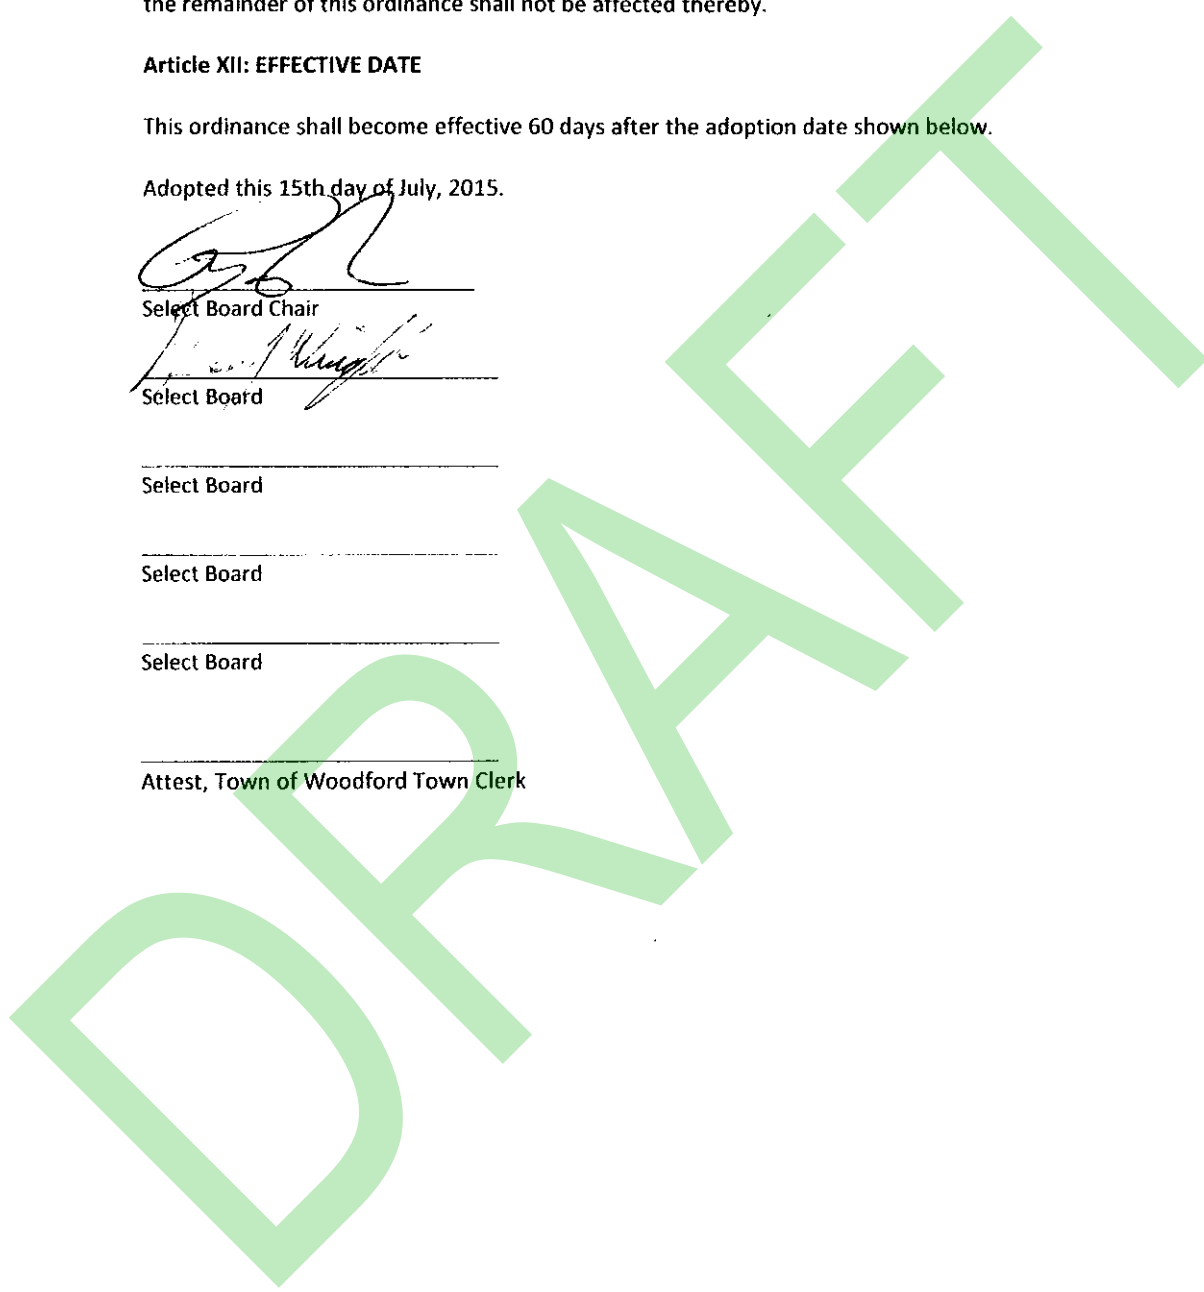 the remainder of this ordinance shall not be affected thereby.
Article XII: EFFECTIVE DATE
This ordinance shall become effective 60 days after the adoption date shown below.
Adopted this 15th day of July, 2015.
Select Board Chair
Select Board
Select Board
Select Board
Select Board
Attest, Town of Woodford Town Clerk
DRAFT